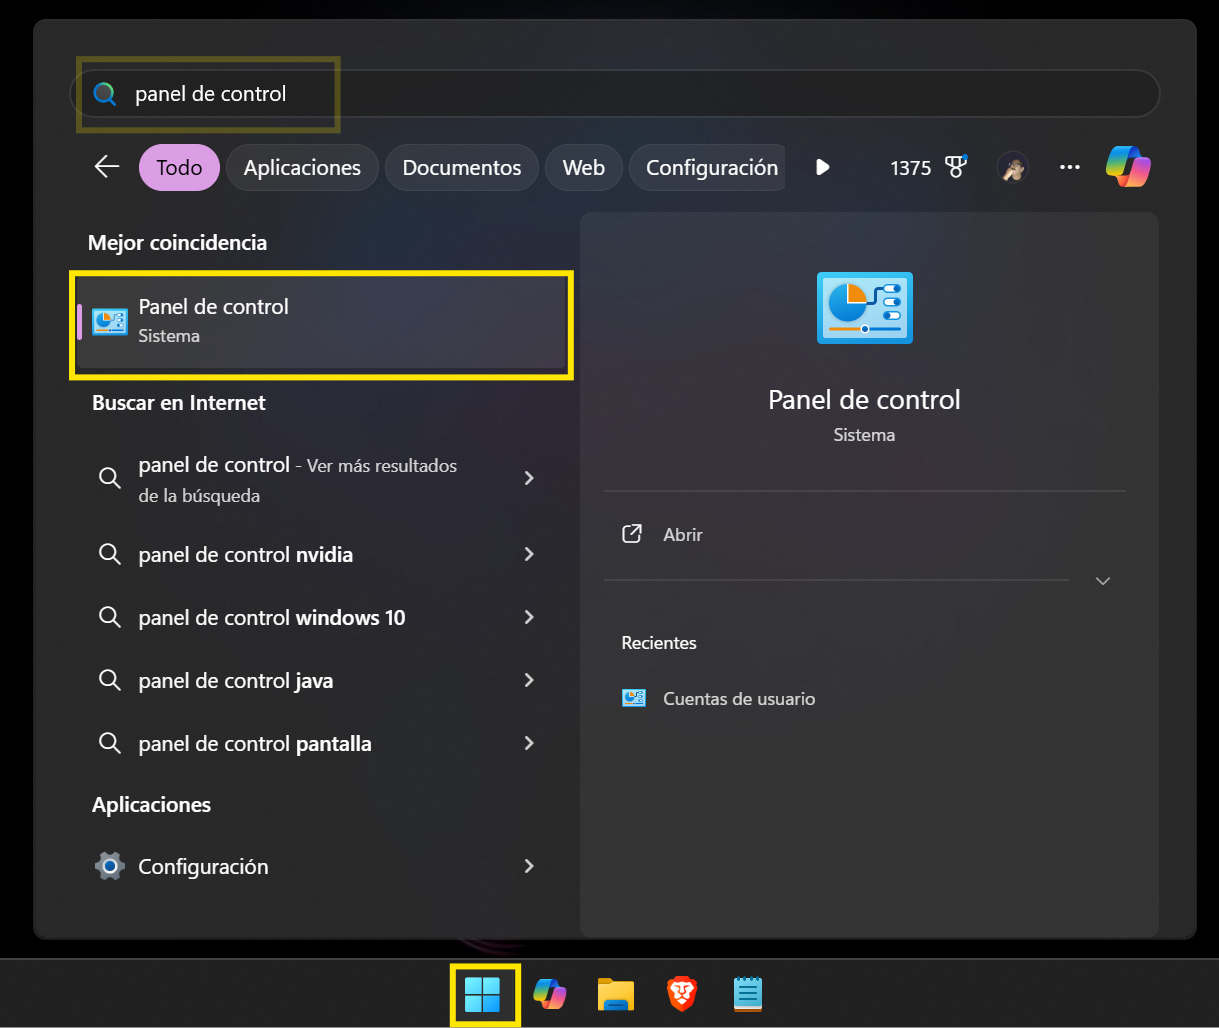 panel de control
Todo
Aplicaciones
Documentos
Web
Configuración
1375
Mejor coincidencia
Panel de control
Sistema
Buscar en Internet
panel de control - Ver más resultados
de la búsqueda
panel de control nvidia
panel de control windows 10
panel de control java
panel de control pantalla
Aplicaciones
Configuración
Panel de control
Sistema
Abrir
Recientes
Cuentas de usuario